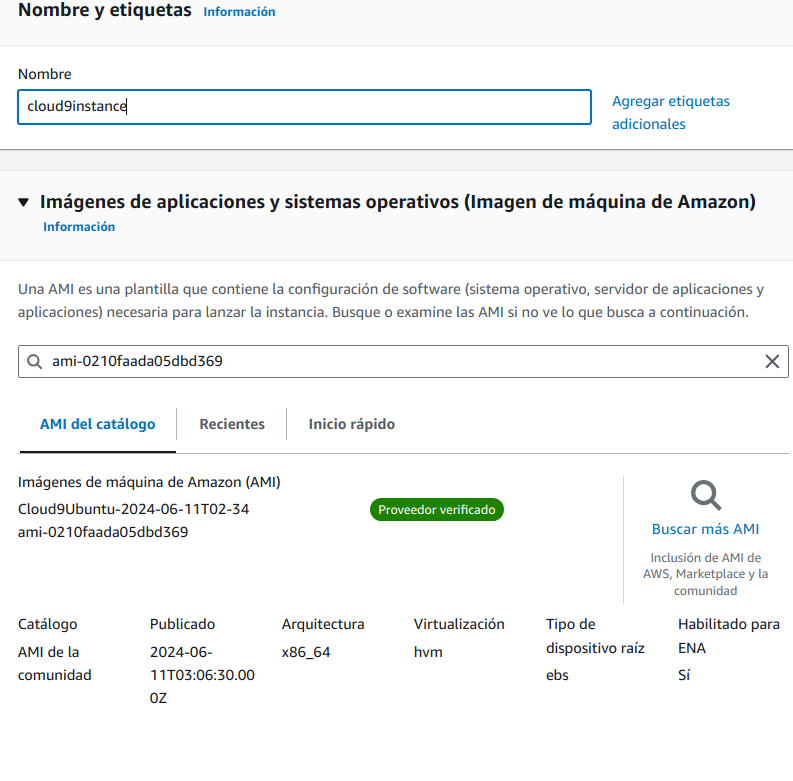 Nombre y etiquetas Información
Nombre
cloud9instance
Agregar etiquetas
adicionales
Imágenes de aplicaciones y sistemas operativos (Imagen de máquina de Amazon)
Información
Una AMI es una plantilla que contiene la configuración de software (sistema operativo, servidor de aplicaciones y
aplicaciones) necesaria para lanzar la instancia. Busque o examine las AMI si no ve lo que busca a continuación.
ami-0210faada05dbd369
AMI del catálogo Recientes Inicio rápido
Imágenes de máquina de Amazon (AMI)
Cloud9Ubuntu-2024-06-11T02-34
ami-0210faada05dbd369
Proveedor verificado
Buscar más AMI
Inclusión de AMI de
AWS, Marketplace y la
comunidad
Catálogo
AMI de la
comunidad
Publicado
2024-06-
11T03:06:30.00
0Z
Arquitectura
x86_64
Virtualización
hvm
Tipo de
dispositivo raíz
ebs
Habilitado para
ENA
Sí